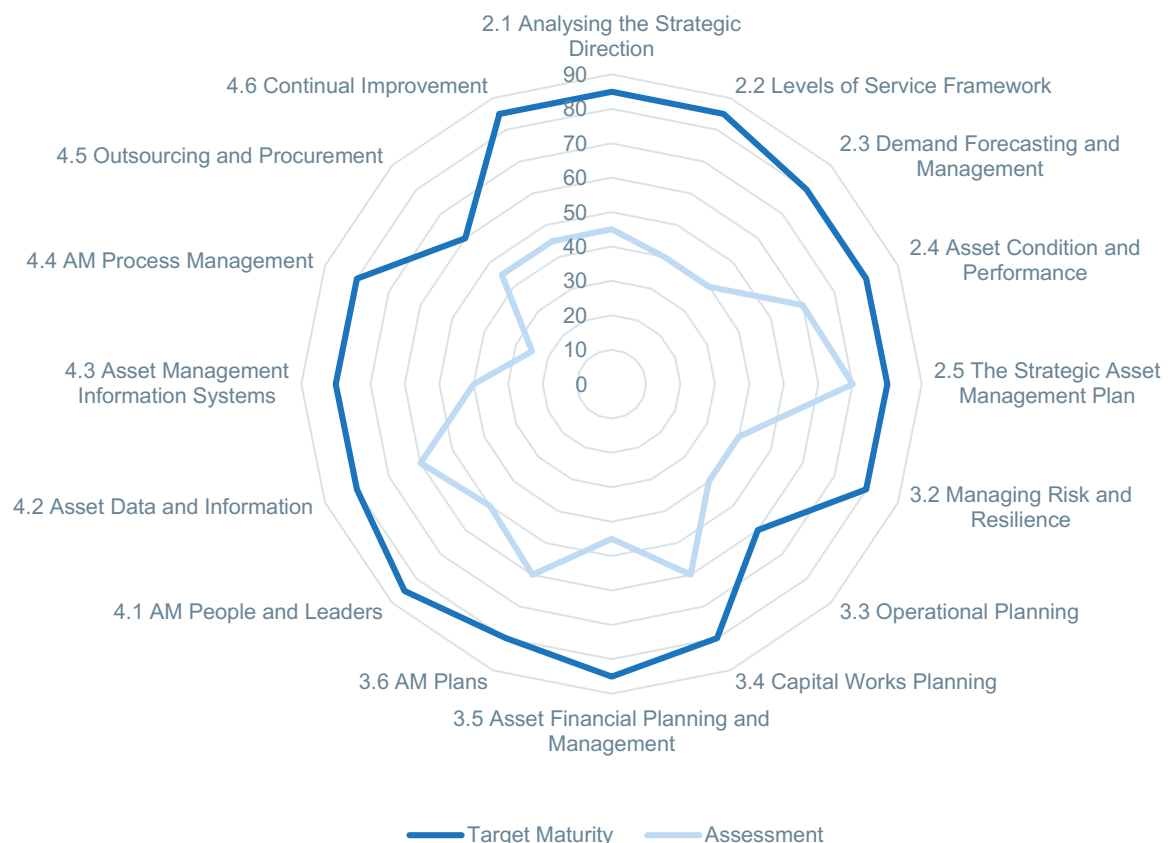 2.1 Analysing the Strategic
Direction
2.2 Levels of Service Framework
2.3 Demand Forecasting and
Management
2.4 Asset Condition and
Performance
2.5 The Strategic Asset
Management Plan
3.2 Managing Risk and
Resilience
3.3 Operational Planning
3.4 Capital Works Planning
3.5 Asset Financial Planning and
Management
3.6 AM Plans
4.1 AM People and Leaders
4.2 Asset Data and Information
4.3 Asset Management
Information Systems
4.4 AM Process Management
4.5 Outsourcing and Procurement
4.6 Continual Improvement
90
80
70
60
50
40
30
20
10
0
Target Maturity
Assessment